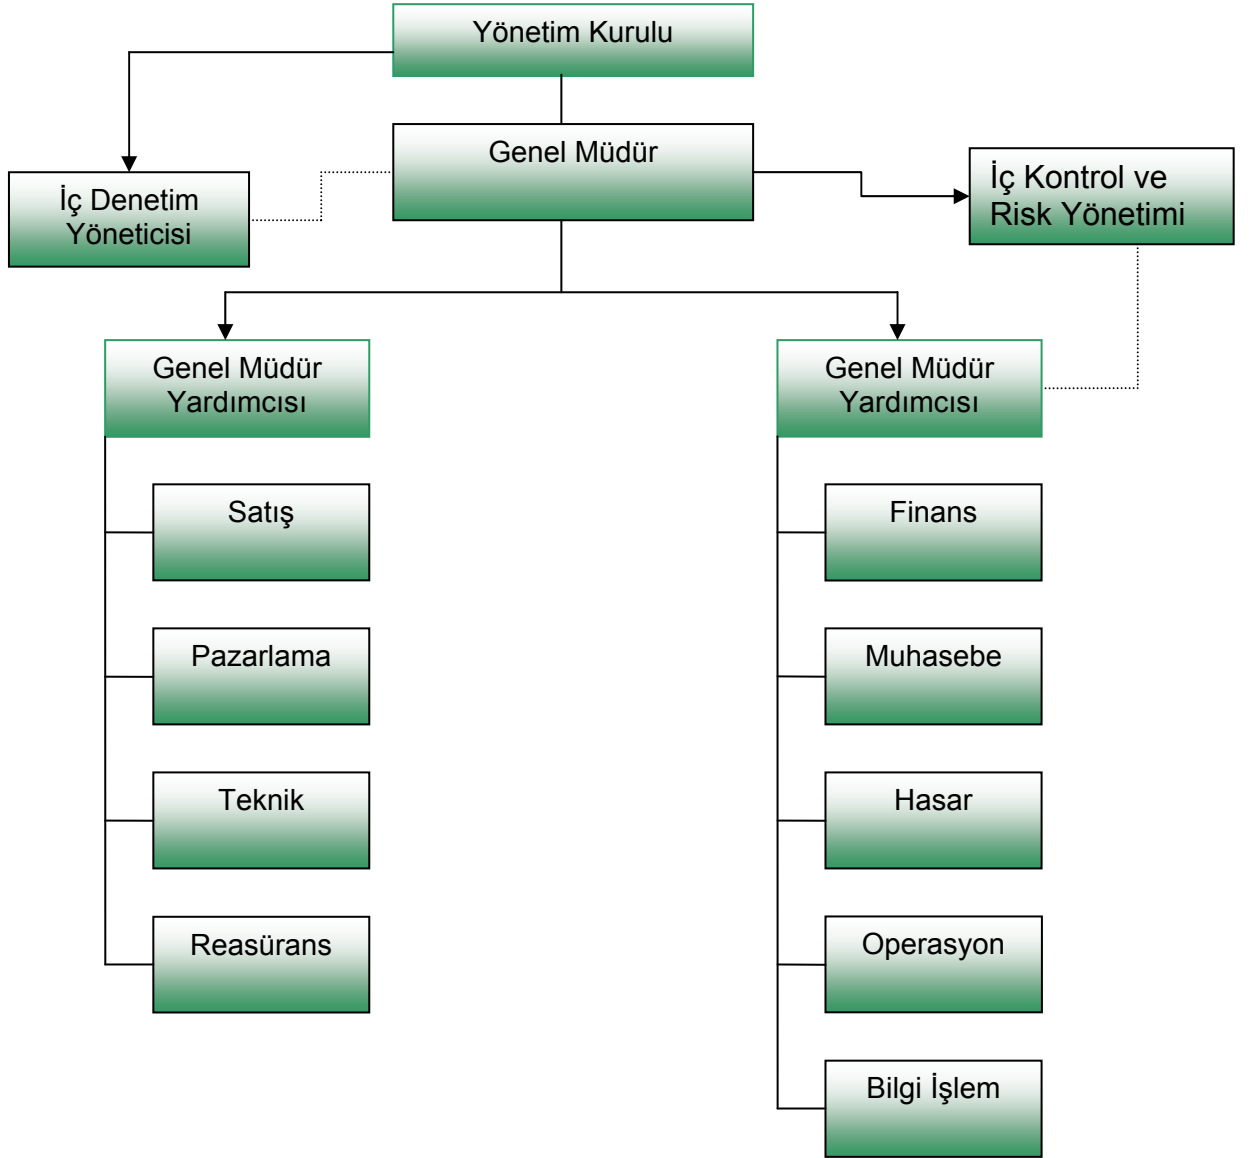 Yönetim Kurulu
Genel Müdür
İç Denetim
Yöneticisi
İç Kontrol ve
Risk Yönetimi
Genel Müdür
Yardımcısı
Genel Müdür
Yardımcısı
Satış
Finans
Pazarlama
Muhasebe
Teknik
Hasar
Reasürans
Operasyon
Bilgi İşlem